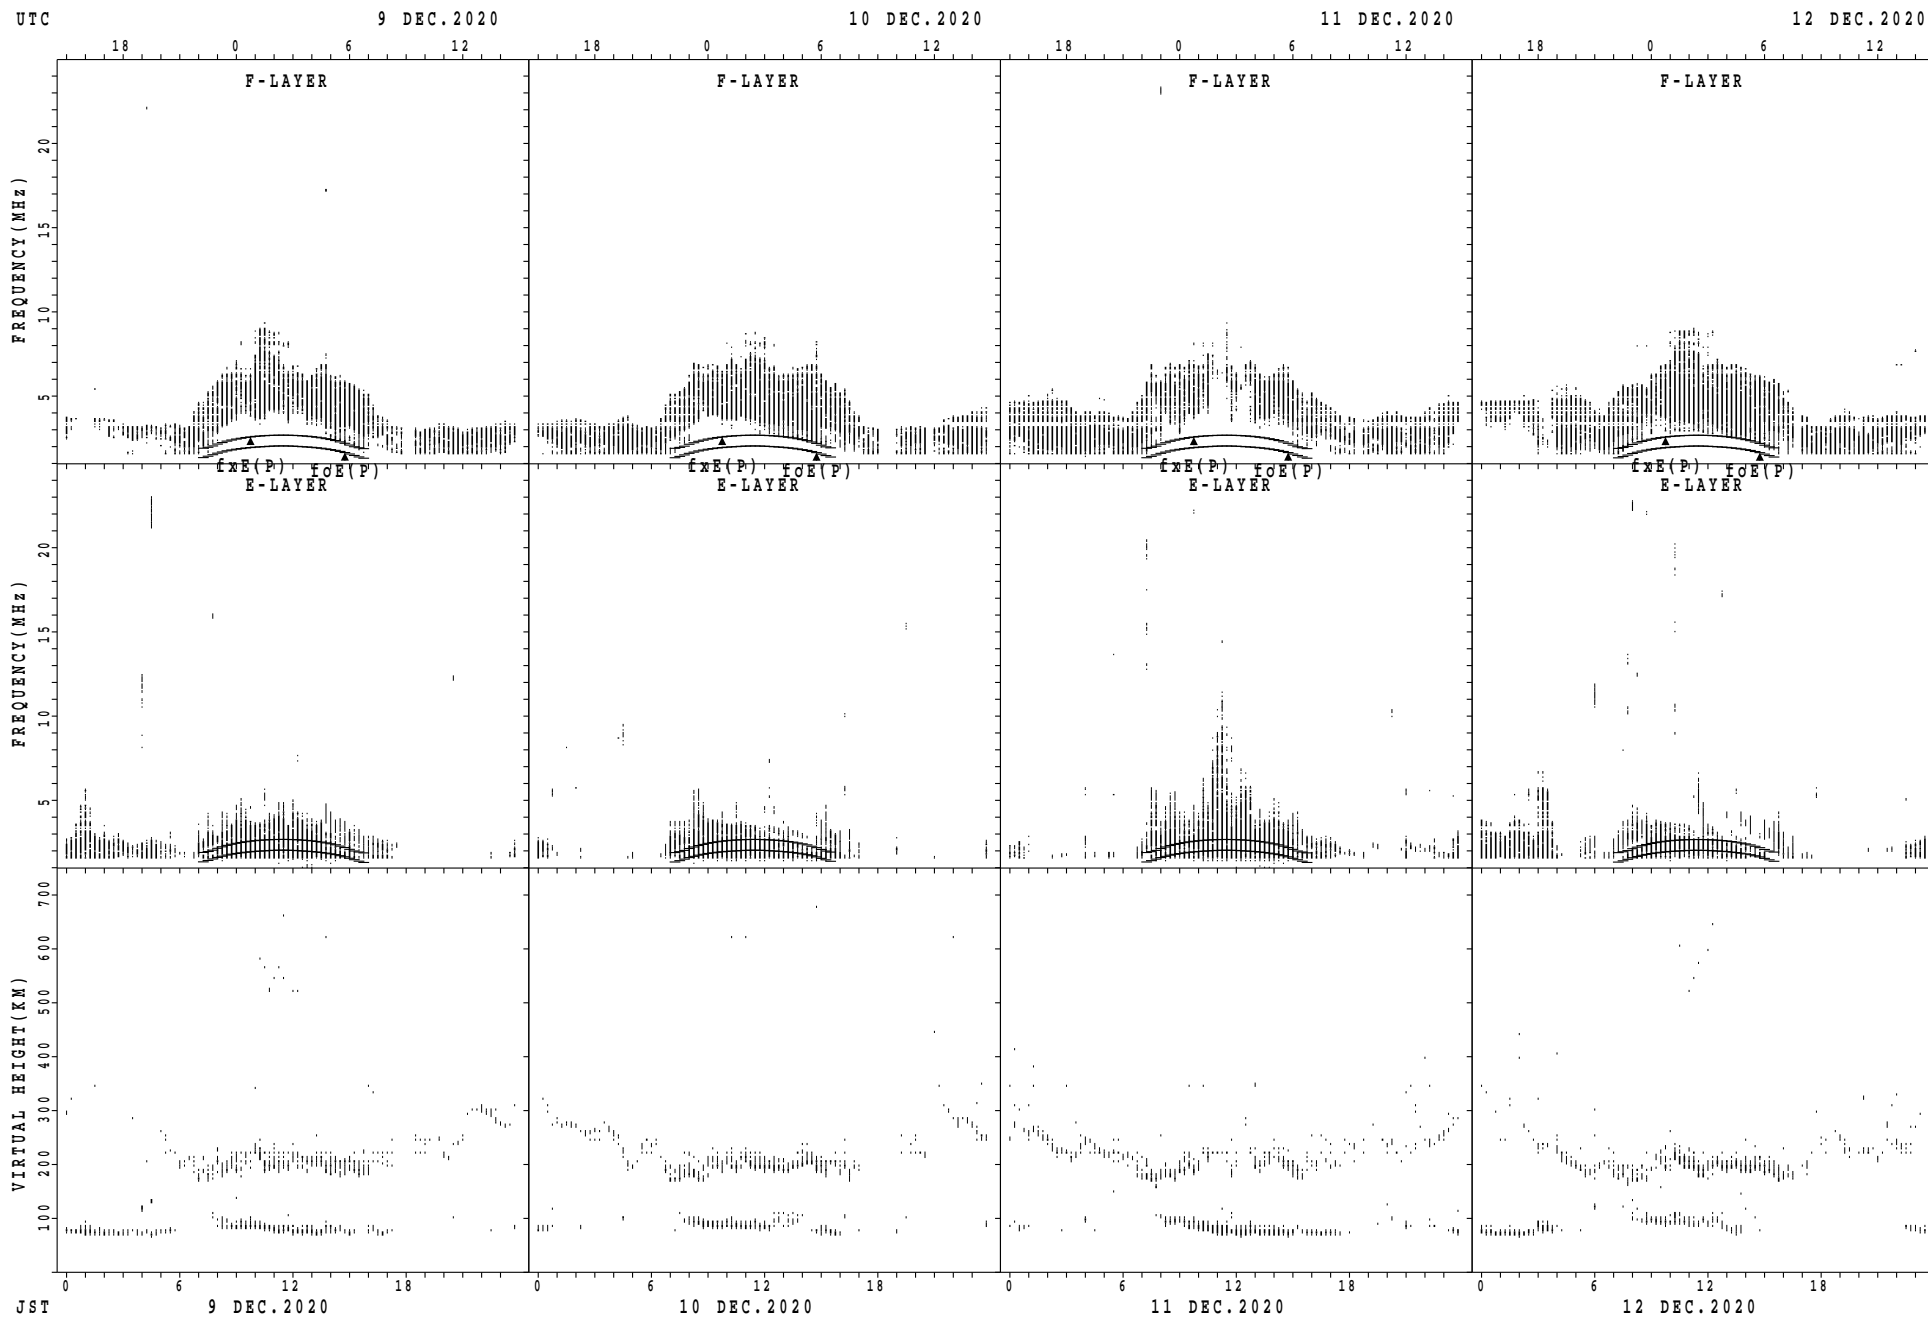 UTC 9 DEC.2020 10 DEC.2020 11 DEC.2020 12 DEC.2020
18 0 6 12 18 0 6 12 18 0 6 12 18 0 6 12
F-LAYER F-LAYER F-LAYER F-LAYER
FREQUENCY(MHz)
20
15
10
5
fxE(P) foE(P) fxE(P) foE(P) fxE(P) foE(P) fxE(P) foE(P)
E-LAYER E-LAYER E-LAYER E-LAYER
FREQUENCY(MHz)
20
15
10
5
VIRTUAL HEIGHT(KM)
700
600
500
400
300
200
100
0 6 12 18 0 6 12 18 0 6 12 18 0 6 12 18
JST 9 DEC.2020 10 DEC.2020 11 DEC.2020 12 DEC.2020